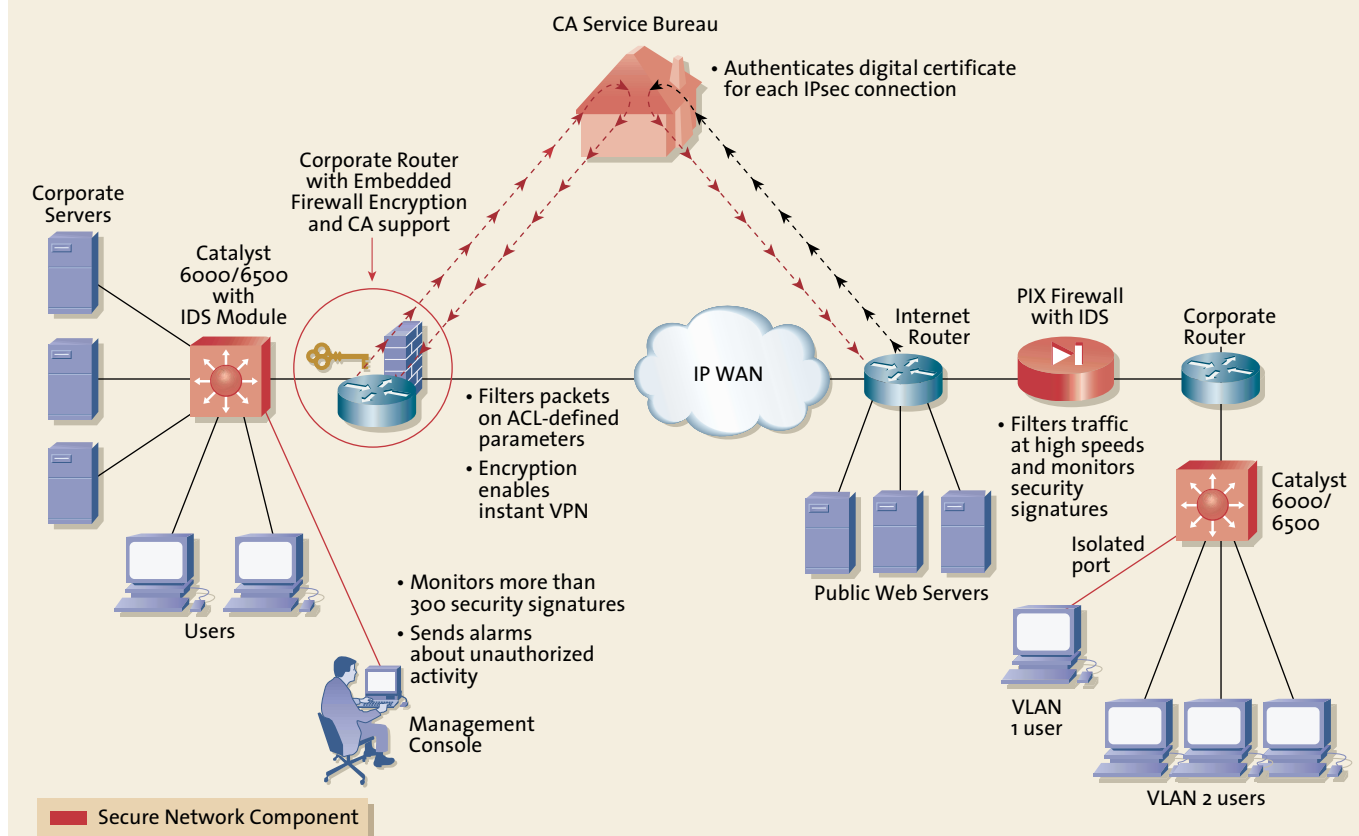 CA Service Bureau
• Authenticates digital certificate
for each IPsec connection
Corporate Router
with Embedded
Firewall Encryption
and CA support
Corporate
Servers
Catalyst
6000/6500
with
IDS Module
• Filters packets
on ACL-defined
parameters
• Encryption
enables
instant VPN
IP WAN
Internet
Router
PIX Firewall
with IDS
Corporate
Router
• Filters traffic
at high speeds
and monitors
security
signatures
Catalyst
6000/
6500
Isolated
port
Public Web Servers
Users
• Monitors more than
300 security signatures
• Sends alarms
about unauthorized
activity
Management
Console
VLAN
1 user
VLAN 2 users
Secure Network Component